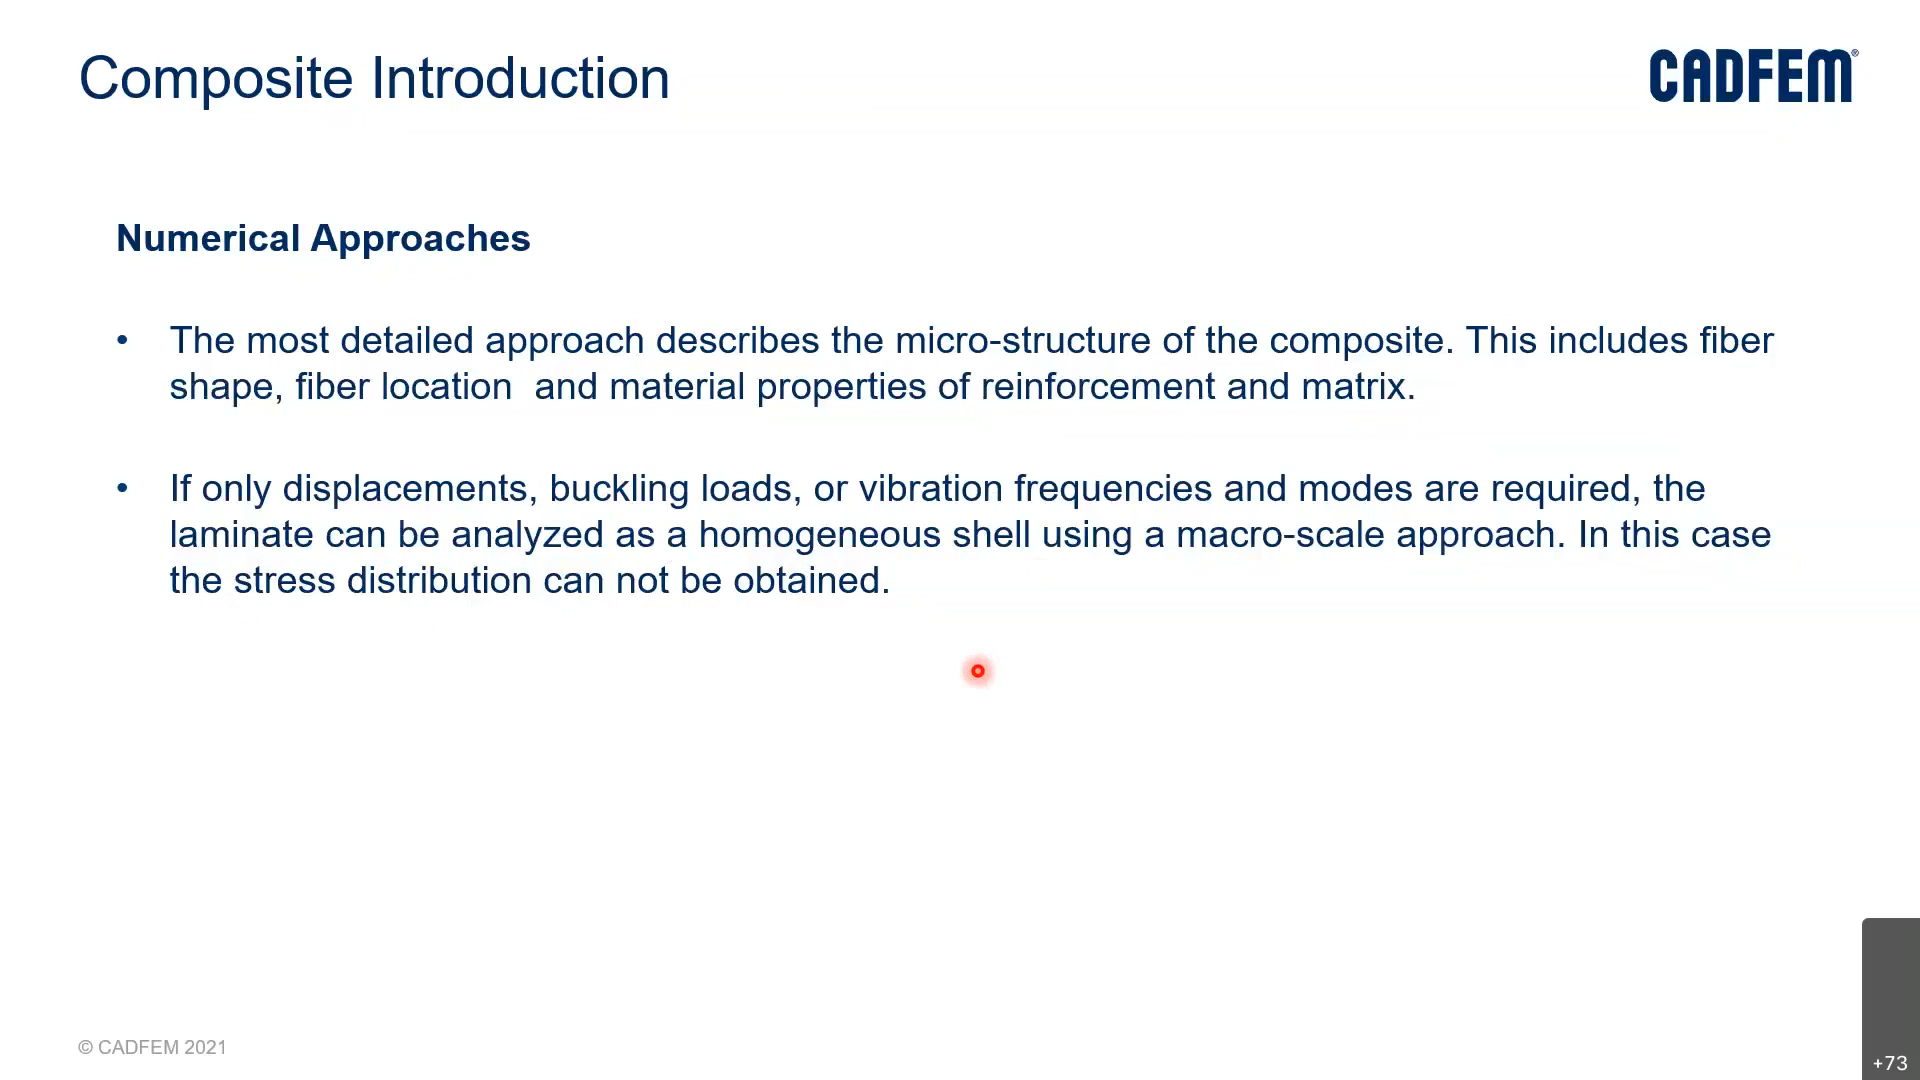 Composite Introduction
CADFEM®
Numerical Approaches
• The most detailed approach describes the micro-structure of the composite. This includes fiber
shape, fiber location  and material properties of reinforcement and matrix.
• If only displacements, buckling loads, or vibration frequencies and modes are required, the
laminate can be analyzed as a homogeneous shell using a macro-scale approach. In this case
the stress distribution can not be obtained.
© CADFEM 2021
+73